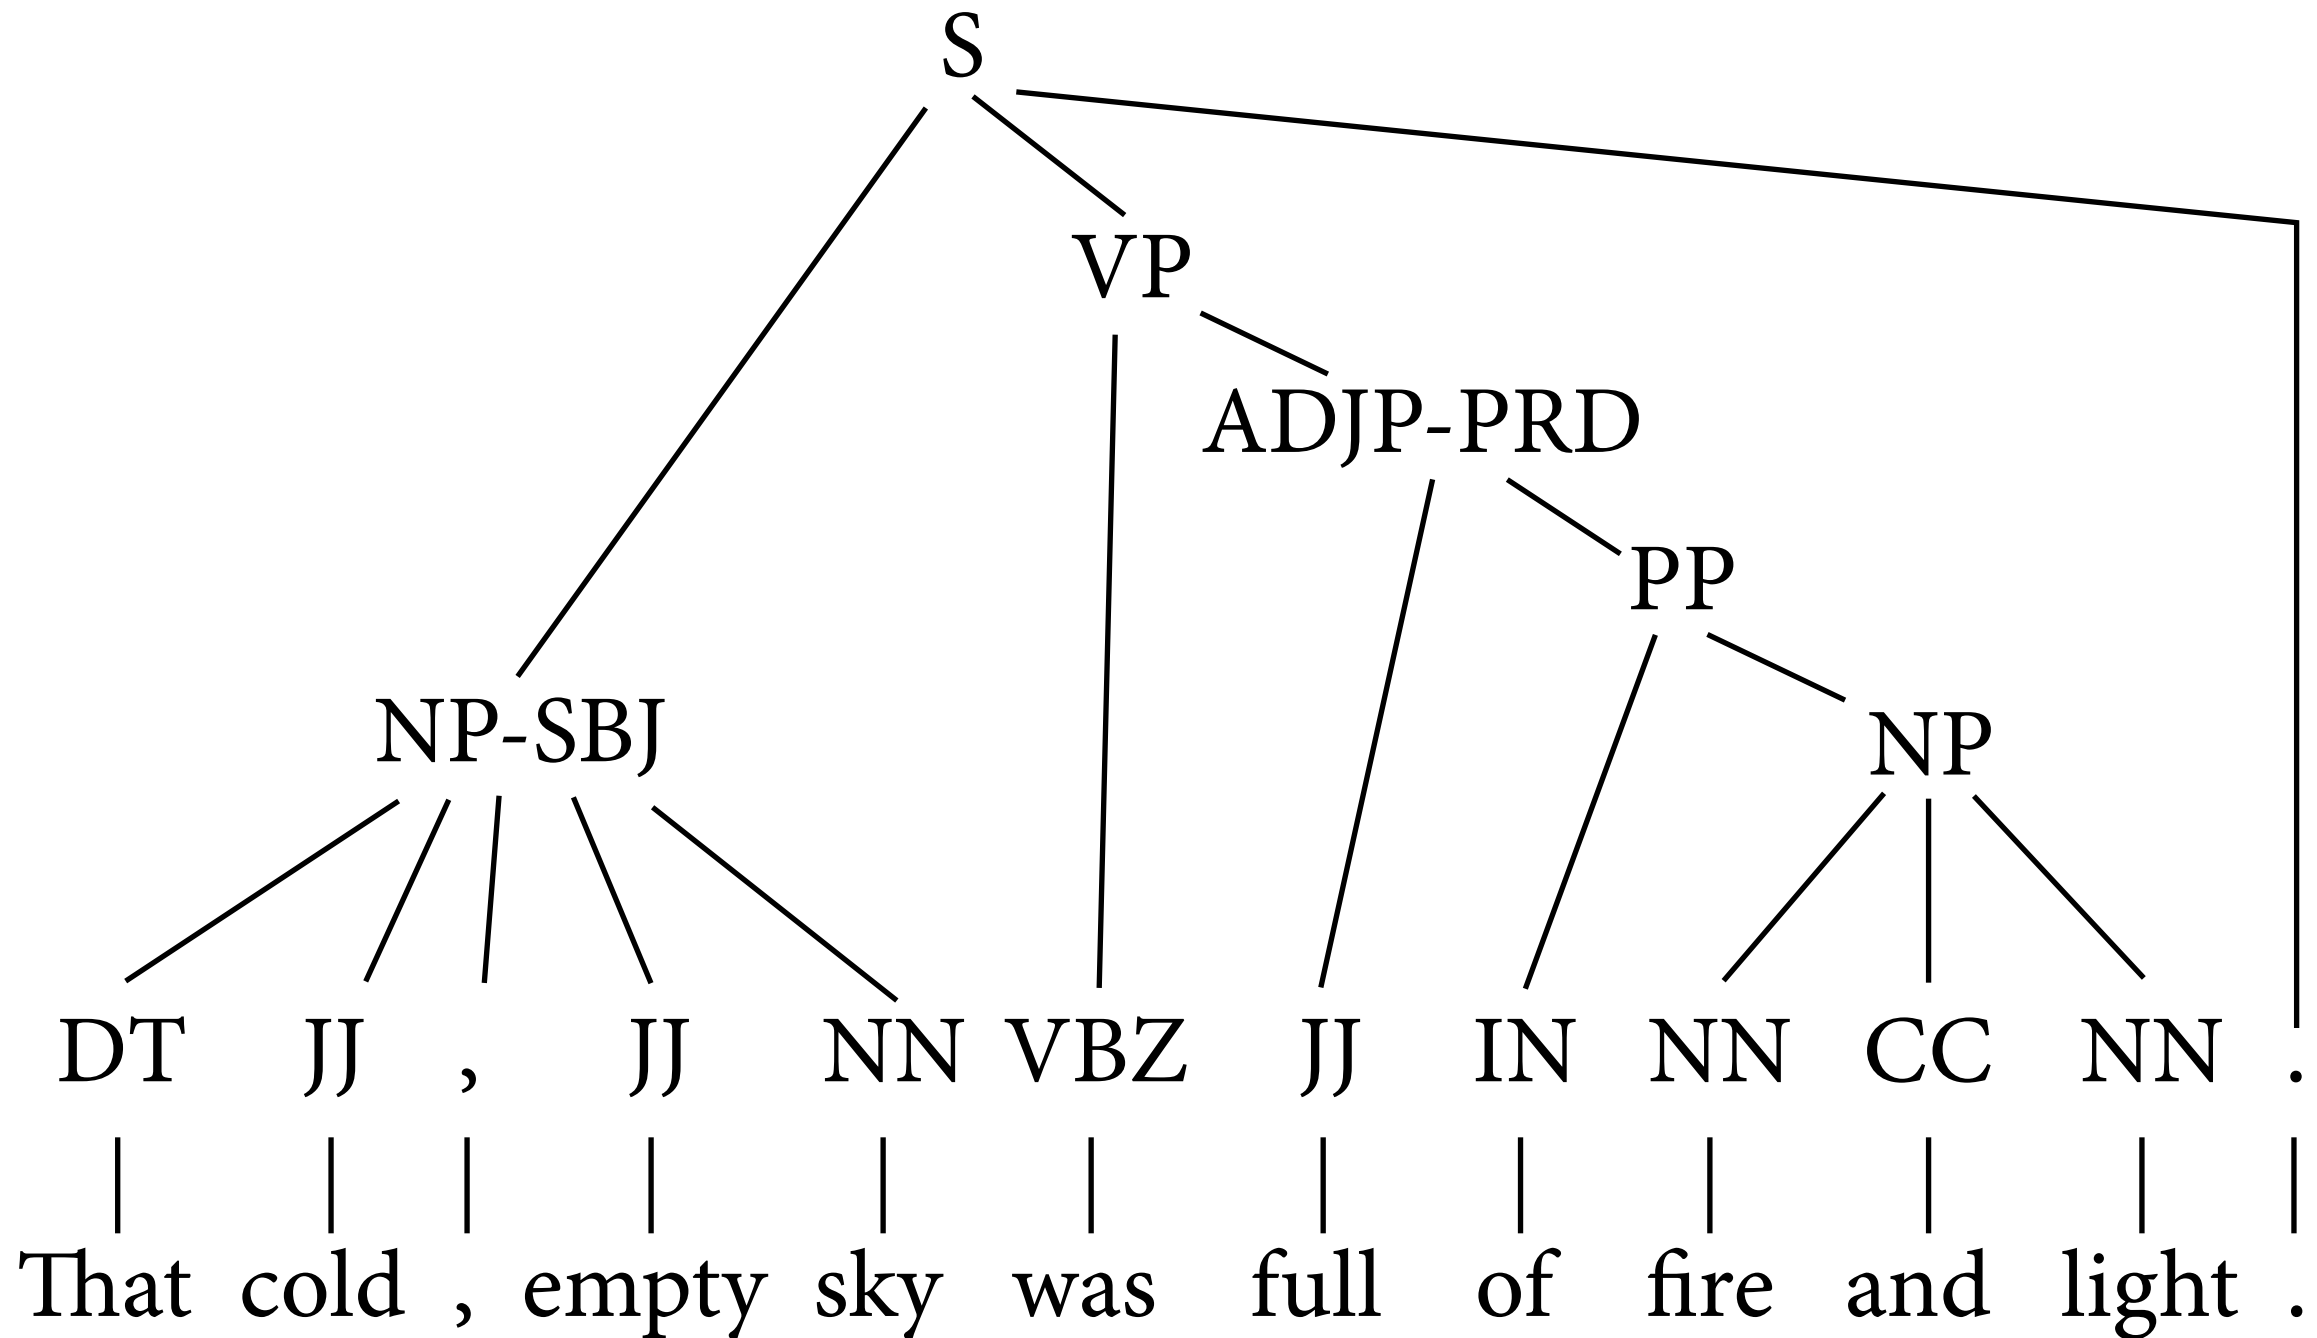 S
VP
ADJP-PRD
PP
NP-SBJ
NP
DT JJ , JJ NN VBZ JJ IN NN CC NN .
That cold , empty sky was full of fire and light .